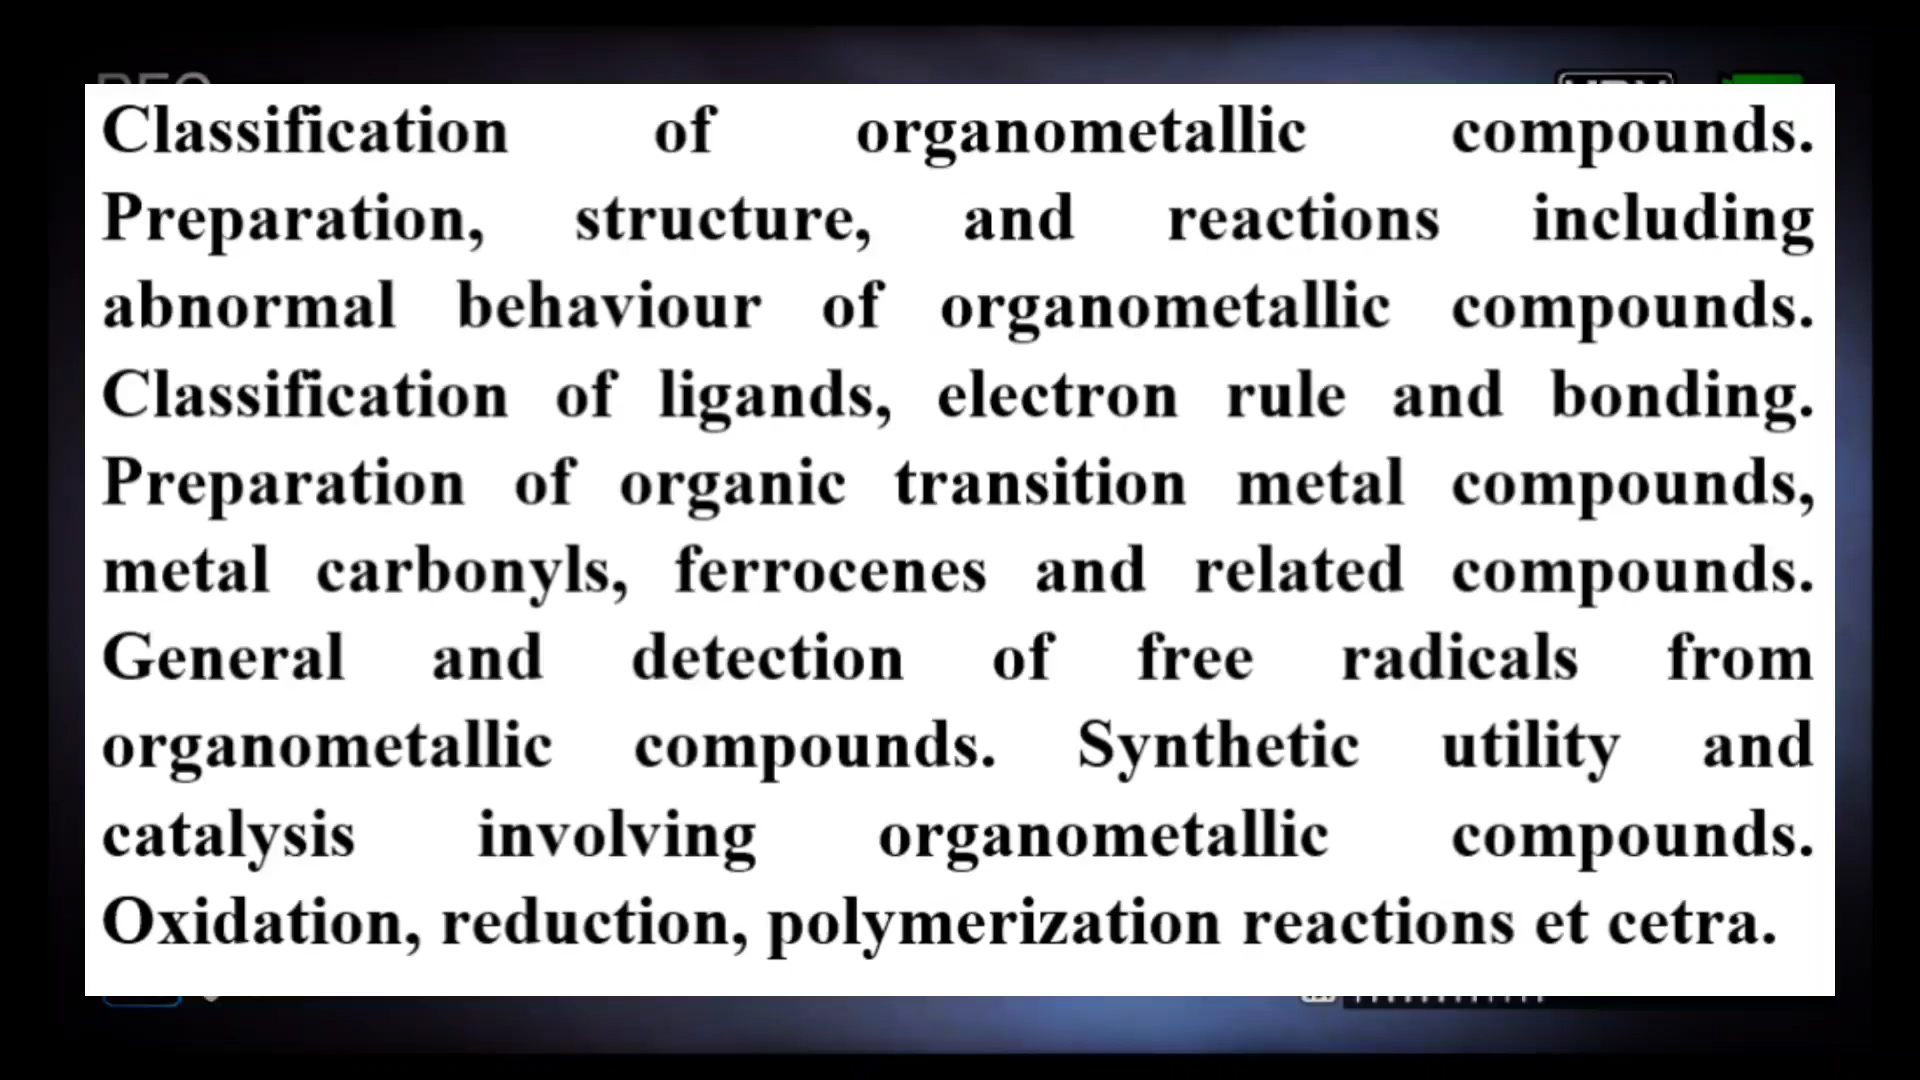 Classification of organometallic compounds.
Preparation, structure, and reactions including
abnormal behaviour of organometallic compounds.
Classification of ligands, electron rule and bonding.
Preparation of organic transition metal compounds,
metal carbonyls, ferrocenes and related compounds.
General and detection of free radicals from
organometallic compounds. Synthetic utility and
catalysis involving organometallic compounds.
Oxidation, reduction, polymerization reactions et cetra.